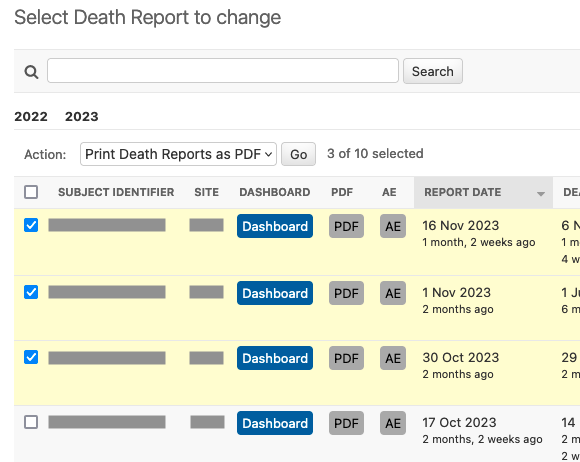 Select Death Report to change
Search
2022 2023
Action: Print Death Reports as PDF Go 3 of 10 selected
SUBJECT IDENTIFIER SITE DASHBOARD PDF AE REPORT DATE
Dashboard PDF AE 16 Nov 2023 6
1 month, 2 weeks ago 1
4
Dashboard PDF AE 1 Nov 2023 1
2 months ago 6
Dashboard PDF AE 30 Oct 2023 29
2 months ago 2
Dashboard PDF AE 17 Oct 2023 14
2 months, 2 weeks ago 2
2